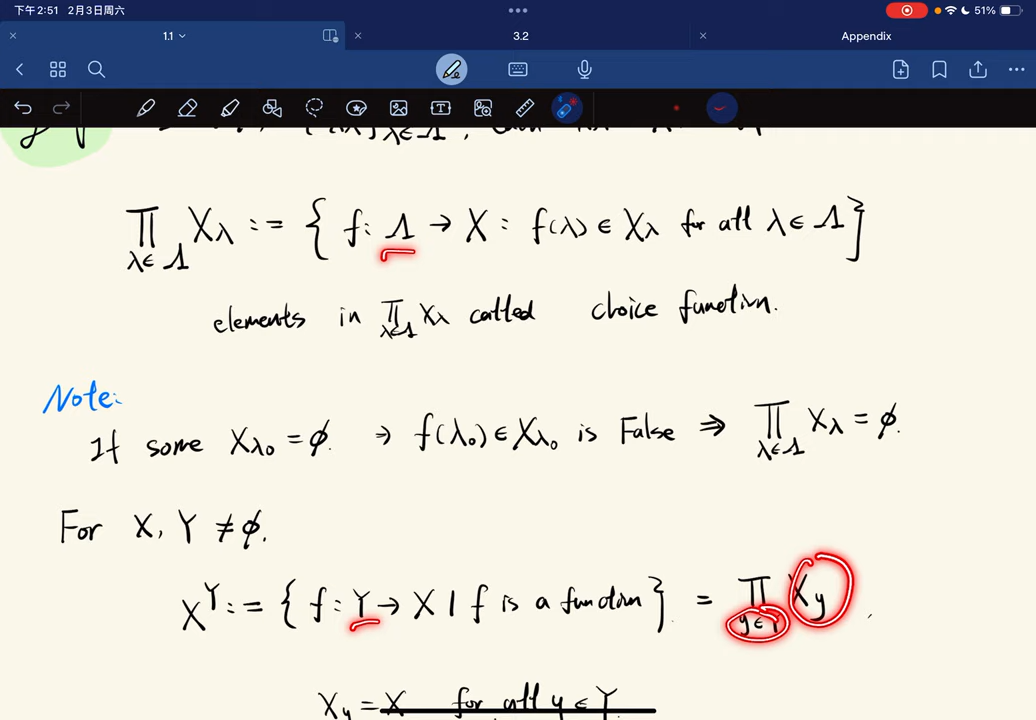 下午2:51 2月3日周六
51%
1.1
3.2
Appendix
∏_{λ∈Λ} X_λ := { f: Λ → X : f(λ) ∈ X_λ for all λ ∈ Λ }
elements in ∏_{λ∈Λ} X_λ called choice function.
Note:
If some X_{λ₀} = ∅. ⇒ f(λ₀) ∈ X_{λ₀} is False ⇒ ∏_{λ∈Λ} X_λ = ∅.
For X, Y ≠ ∅.
X^Y := { f: Y → X | f is a function } = ∏_{y∈Y} X_y,
X_y = X for all y ∈ Y